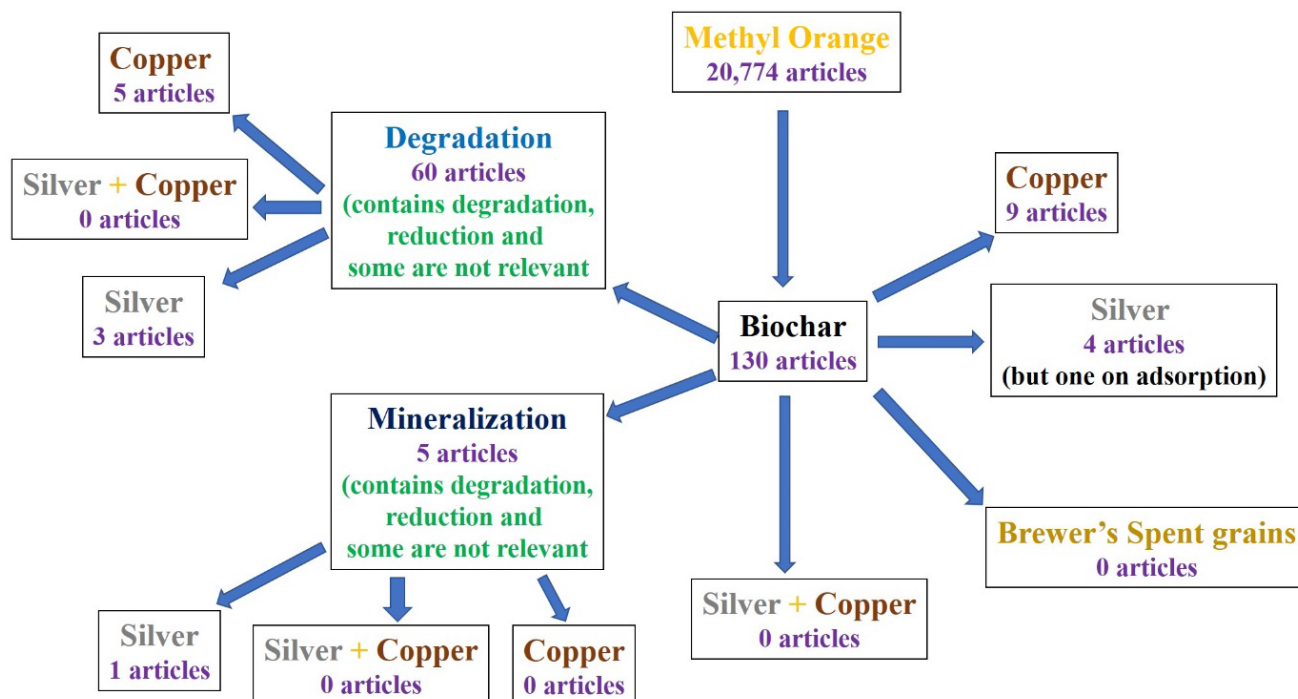 Methyl Orange
20,774 articles
Copper
5 articles
Degradation
60 articles
(contains degradation,
reduction and
some are not relevant
Silver + Copper
0 articles
Silver
3 articles
Copper
9 articles
Biochar
130 articles
Silver
4 articles
(but one on adsorption)
Mineralization
5 articles
(contains degradation,
reduction and
some are not relevant
Brewer’s Spent grains
0 articles
Silver + Copper
0 articles
Silver
1 articles
Silver + Copper
0 articles
Copper
0 articles